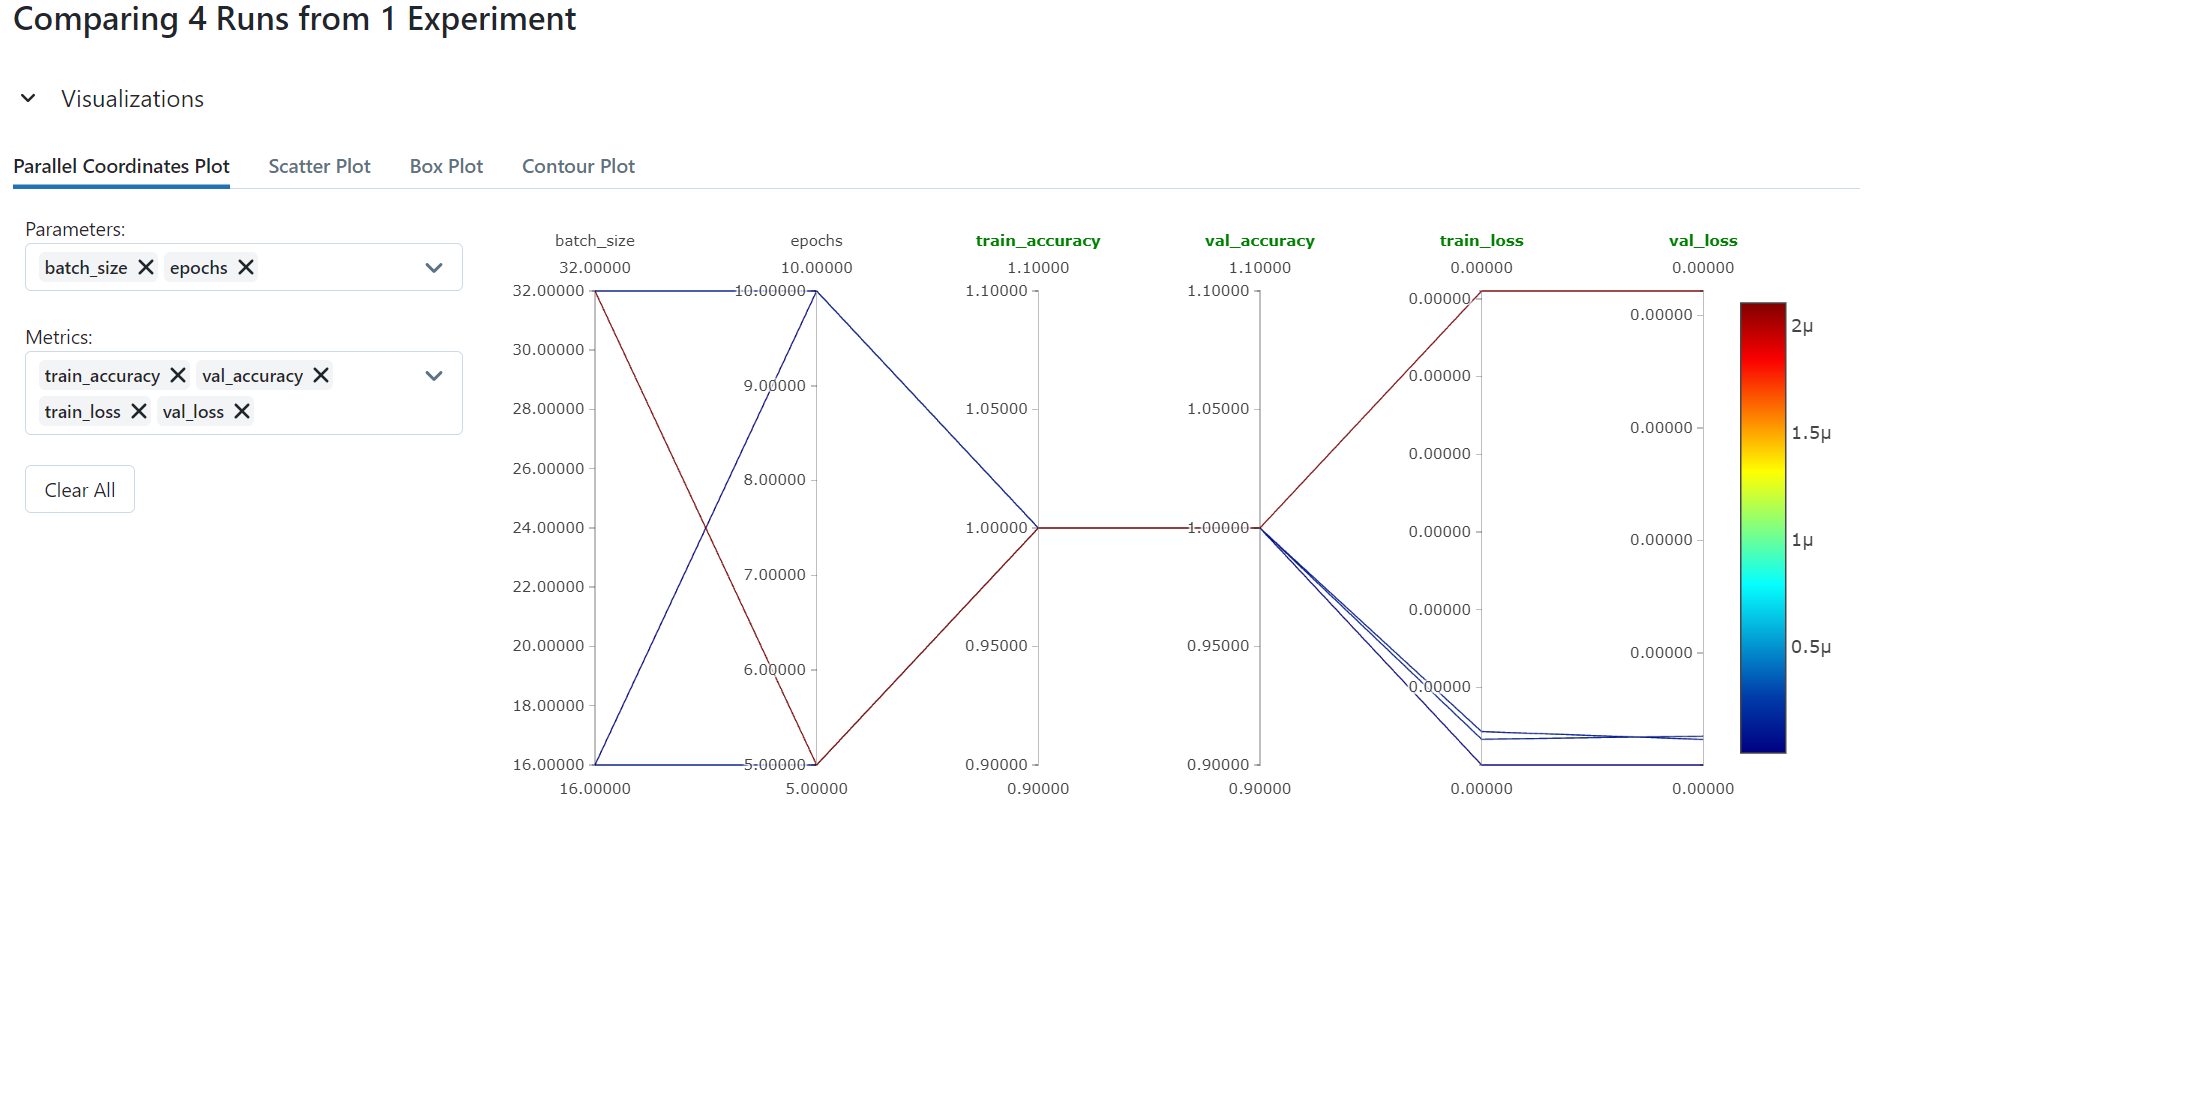 Comparing 4 Runs from 1 Experiment
Visualizations
Parallel Coordinates Plot Scatter Plot Box Plot Contour Plot
Parameters:
batch_size epochs
Metrics:
train_accuracy val_accuracy
train_loss val_loss
Clear All
batch_size
32.00000
32.00000
30.00000
28.00000
26.00000
24.00000
22.00000
20.00000
18.00000
16.00000
16.00000
epochs
10.00000
10.00000
9.00000
8.00000
7.00000
6.00000
5.00000
5.00000
train_accuracy
1.10000
1.10000
1.05000
1.00000
0.95000
0.90000
0.90000
val_accuracy
1.10000
1.10000
1.05000
1.00000
0.95000
0.90000
0.90000
train_loss
0.00000
0.00000
0.00000
0.00000
0.00000
0.00000
0.00000
0.00000
val_loss
0.00000
0.00000
0.00000
0.00000
0.00000
0.00000
2μ
1.5μ
1μ
0.5μ